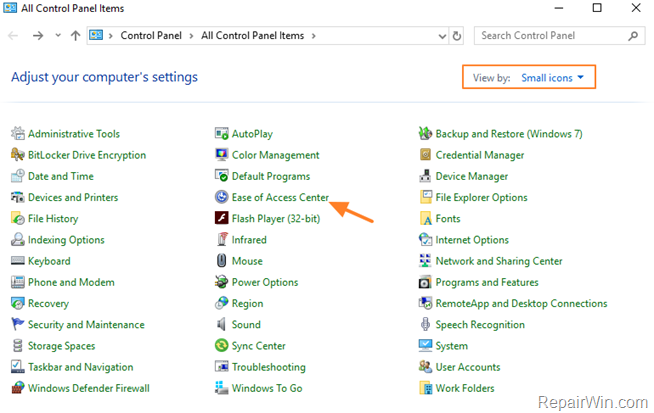 All Control Panel Items
Control Panel > All Control Panel Items >
Search Control Panel
Adjust your computer's settings
View by: Small icons
Administrative Tools AutoPlay Backup and Restore (Windows 7)
BitLocker Drive Encryption Color Management Credential Manager
Date and Time Default Programs Device Manager
Devices and Printers Ease of Access Center File Explorer Options
File History Flash Player (32-bit) Fonts
Indexing Options Infrared Internet Options
Keyboard Mouse Network and Sharing Center
Phone and Modem Power Options Programs and Features
Recovery Region RemoteApp and Desktop Connections
Security and Maintenance Sound Speech Recognition
Storage Spaces Sync Center System
Taskbar and Navigation Troubleshooting User Accounts
Windows Defender Firewall Windows To Go Work Folders
RepairWin.com